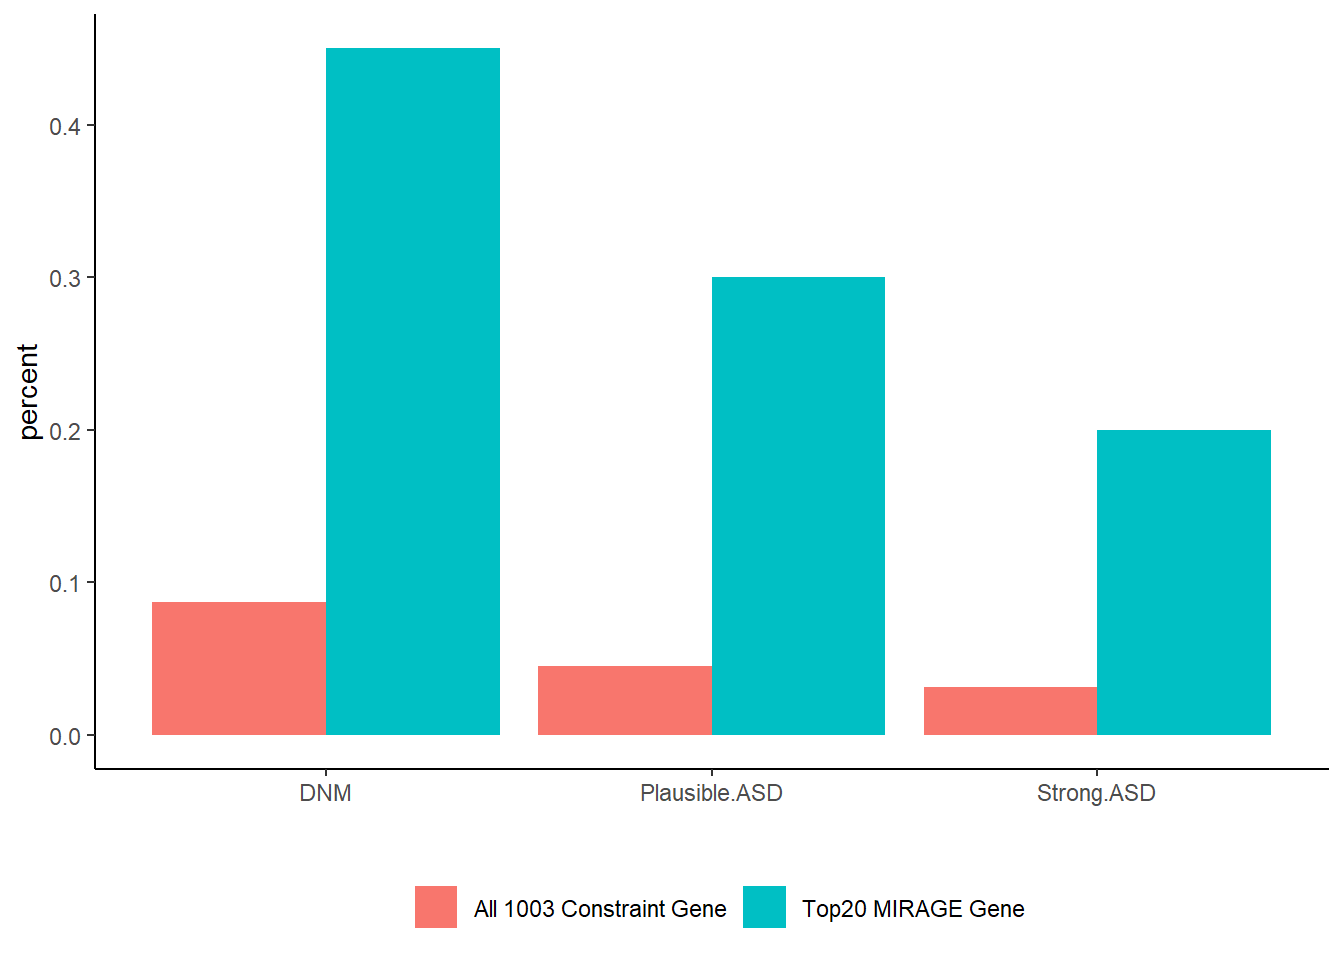 percent
0.4
0.3
0.2
0.1
0.0
DNM
Plausible.ASD
Strong.ASD
All 1003 Constraint Gene
Top20 MIRAGE Gene